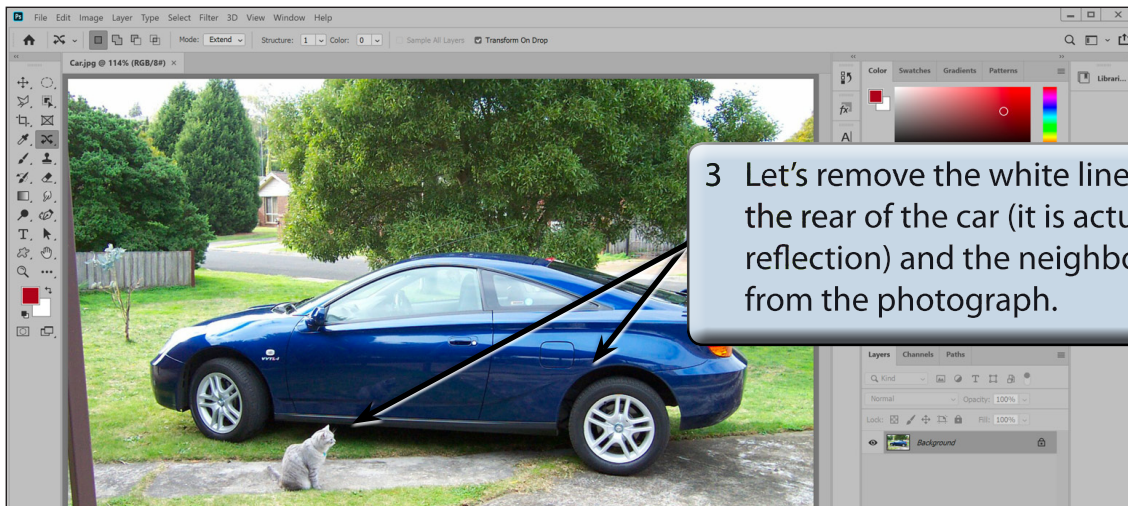 Ps File Edit Image Layer Type Select Filter 3D View Window Help
Mode: Extend Structure: 1 Color: 0 Sample All Layers Transform On Drop
Car.jpg @ 114% (RGB/8#) ×
Color Swatches Gradients Patterns
Librari...
fx
A|
3 Let’s remove the white line
the rear of the car (it is actu
reflection) and the neighbo
from the photograph.
T
Layers Channels Paths
Kind T
Normal Opacity: 100%
Lock: Fill: 100%
Background